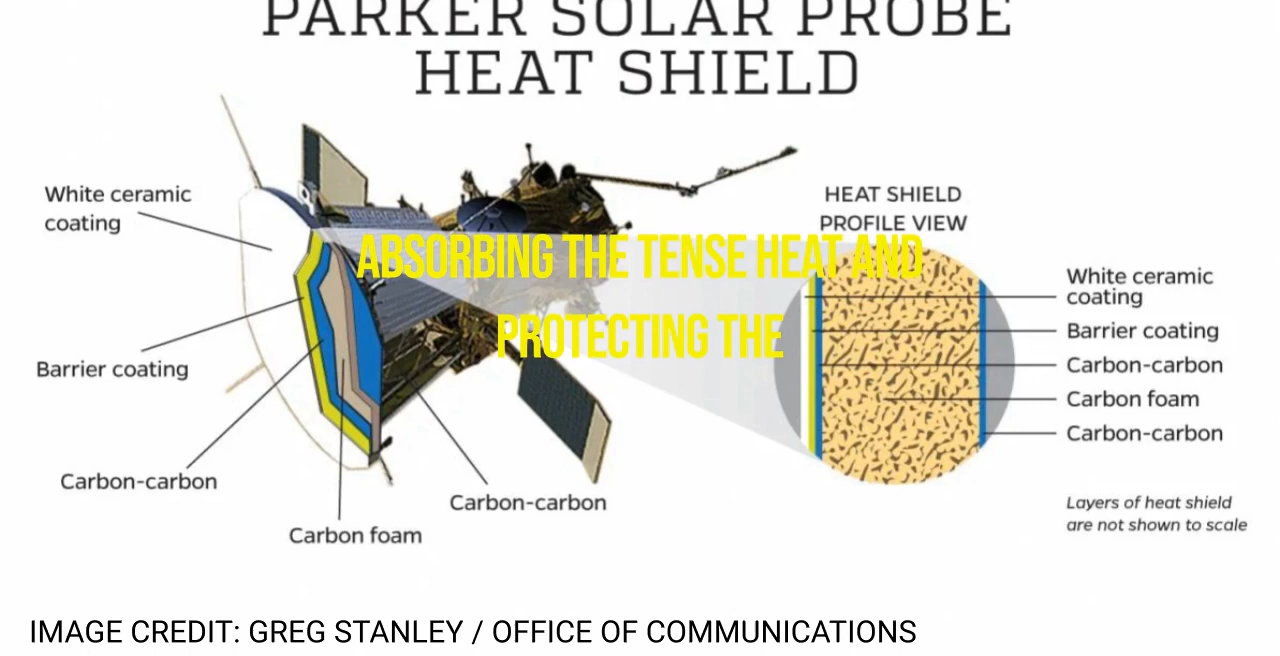 PARKER SOLAR PROBE
HEAT SHIELD
White ceramic
coating
Barrier coating
Carbon-carbon
Carbon foam
Carbon-carbon
HEAT SHIELD
PROFILE VIEW
ABSORBING THE TENSE HEAT AND
PROTECTING THE
White ceramic
coating
Barrier coating
Carbon-carbon
Carbon foam
Carbon-carbon
Layers of heat shield
are not shown to scale
IMAGE CREDIT: GREG STANLEY / OFFICE OF COMMUNICATIONS